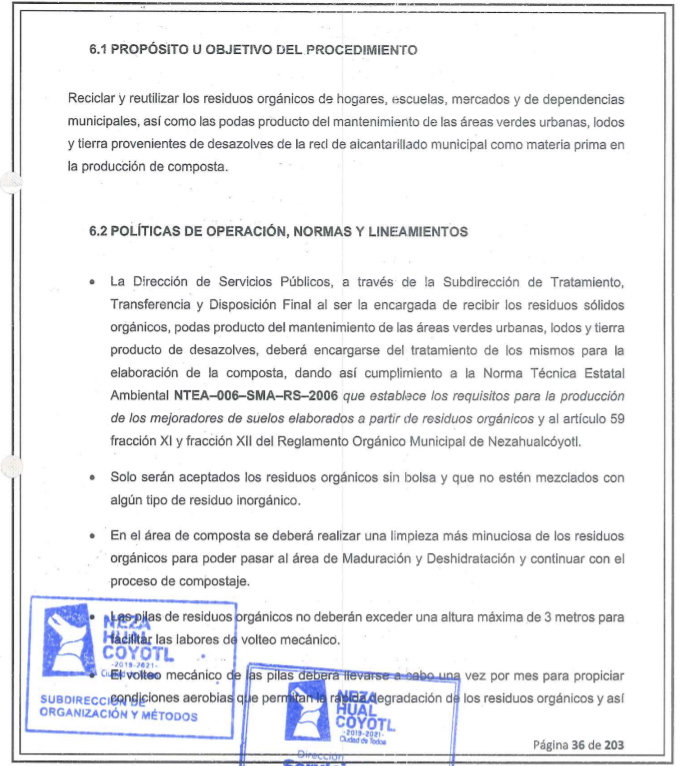 6.1 PROPÓSITO U OBJETIVO DEL PROCEDIMIENTO
Reciclar y reutilizar los residuos orgánicos de hogares, escuelas, mercados y de dependencias
municipales, así como las podas producto del mantenimiento de las áreas verdes urbanas, lodos
y tierra provenientes de desazolves de la red de alcantarillado municipal como materia prima en
la producción de composta.
6.2 POLÍTICAS DE OPERACIÓN, NORMAS Y LINEAMIENTOS
• La Dirección de Servicios Públicos, a través de la Subdirección de Tratamiento,
Transferencia y Disposición Final al ser la encargada de recibir los residuos sólidos
orgánicos, podas producto del mantenimiento de las áreas verdes urbanas, lodos y tierra
producto de desazolves, deberá encargarse del tratamiento de los mismos para la
elaboración de la composta, dando así cumplimiento a la Norma Técnica Estatal
Ambiental NTEA–006–SMA–RS–2006 que establece los requisitos para la producción
de los mejoradores de suelos elaborados a partir de residuos orgánicos y al artículo 59
fracción XI y fracción XII del Reglamento Orgánico Municipal de Nezahualcóyotl.
• Solo serán aceptados los residuos orgánicos sin bolsa y que no estén mezclados con
algún tipo de residuo inorgánico.
• En el área de composta se deberá realizar una limpieza más minuciosa de los residuos
orgánicos para poder pasar al área de Maduración y Deshidratación y continuar con el
proceso de compostaje.
• Las pilas de residuos orgánicos no deberán exceder una altura máxima de 3 metros para
facilitar las labores de volteo mecánico.
• El volteo mecánico de las pilas deberá llevarse a cabo una vez por mes para propiciar
condiciones aerobias que permitan la rápida degradación de los residuos orgánicos y así
NEZA
HUAL
COYOTL
-2019-2021-
Ciudad de Todos
SUBDIRECCIÓN DE
ORGANIZACIÓN Y MÉTODOS
NEZA
HUAL
COYOTL
-2019-2021-
Ciudad de Todos
Dirección
Página 36 de 203